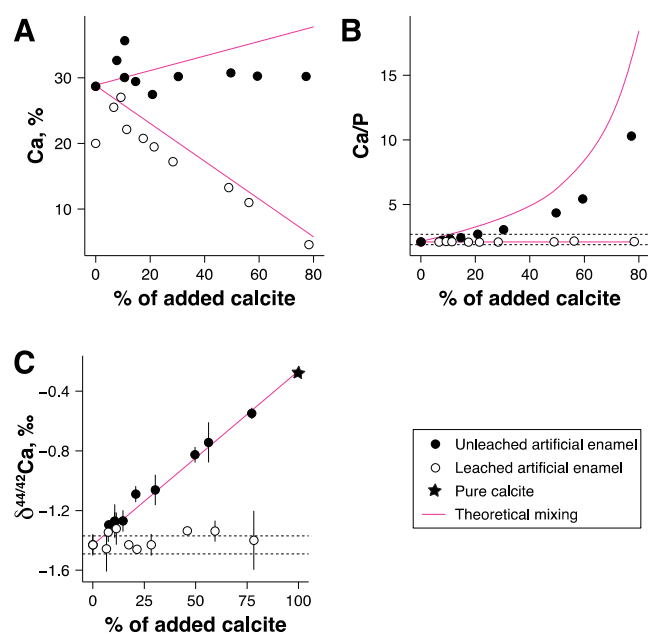 A
Ca, %
30
20
10
0
20
40
60
80
% of added calcite
B
Ca/P
15
10
5
0
20
40
60
80
% of added calcite
C
δ44/42Ca, ‰
−0.4
−0.8
−1.2
−1.6
0
25
50
75
100
% of added calcite
Unleached artificial enamel
Leached artificial enamel
Pure calcite
Theoretical mixing